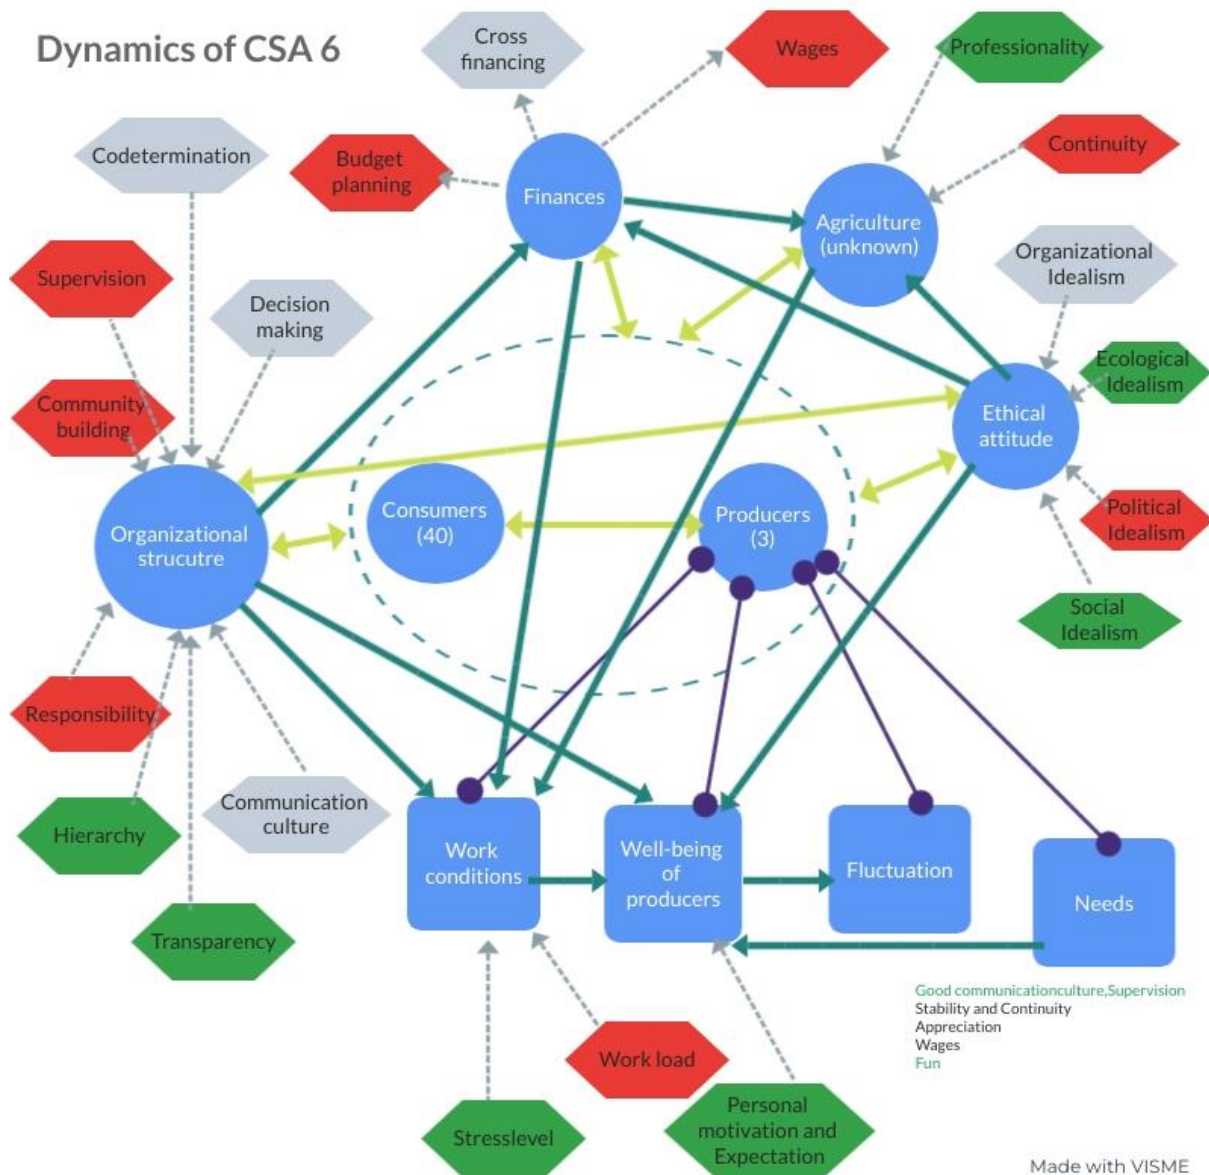 Dynamics of CSA 6
Cross
financing
Wages
Professionality
Codetermination
Budget
planning
Continuity
Finances
Agriculture
(unknown)
Organizational
Idealism
Supervision
Decision
making
Ecological
Idealism
Community
building
Ethical
attitude
Consumers
(40)
Producers
(3)
Political
Idealism
Organizational
strucutre
Social
Idealism
Responsibility
Communication
culture
Hierarchy
Work
conditions
Well-being
of
producers
Fluctuation
Needs
Transparency
Good communicationculture,Supervision
Stability and Continuity
Appreciation
Wages
Fun
Work load
Stresslevel
Personal
motivation and
Expectation
Made with VISME